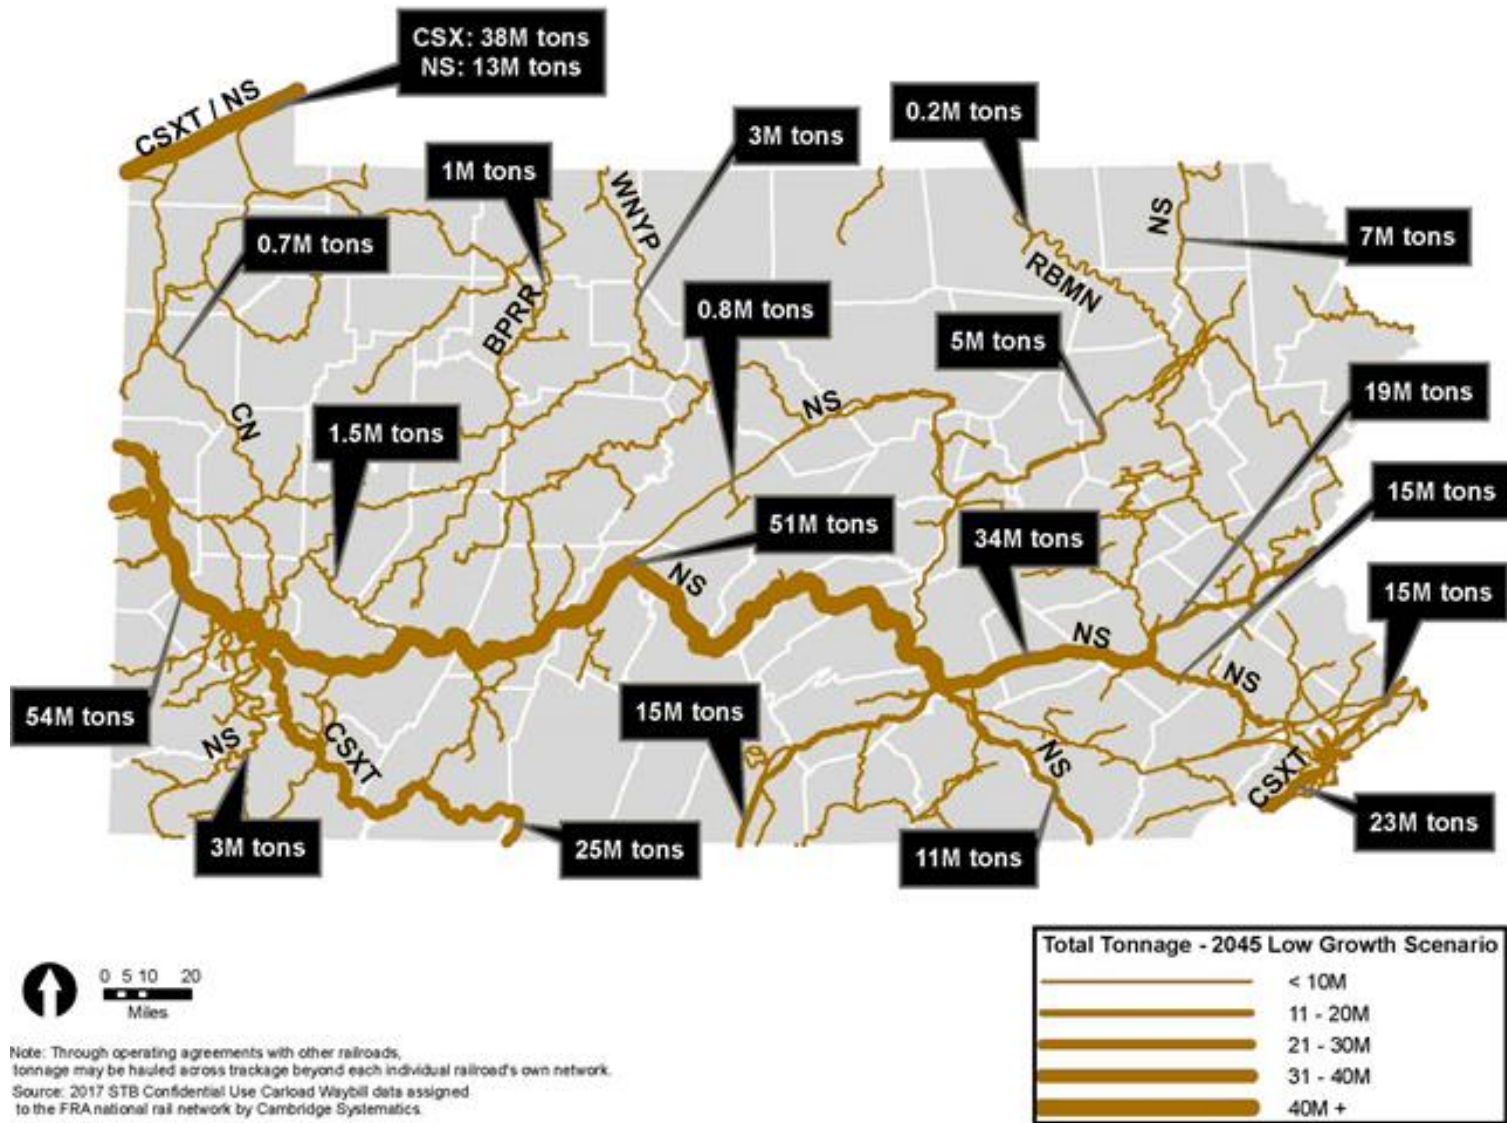 CSX: 38M tons
NS: 13M tons
CSXT / NS
0.2M tons
3M tons
1M tons
WNYP
NS
7M tons
0.7M tons
RBMN
0.8M tons
BPRR
5M tons
19M tons
NS
CN
1.5M tons
15M tons
51M tons
34M tons
NS
15M tons
NS
NS
54M tons
15M tons
NS
CSXT
NS
CSXT
3M tons
25M tons
11M tons
23M tons
Total Tonnage - 2045 Low Growth Scenario
< 10M
11 - 20M
21 - 30M
31 - 40M
40M +
0 5 10 20
Miles
Note: Through operating agreements with other railroads,
tonnage may be hauled across trackage beyond each individual railroad's own network.
Source: 2017 STB Confidential Use Carload Waybill data assigned
to the FRA national rail network by Cambridge Systematics.